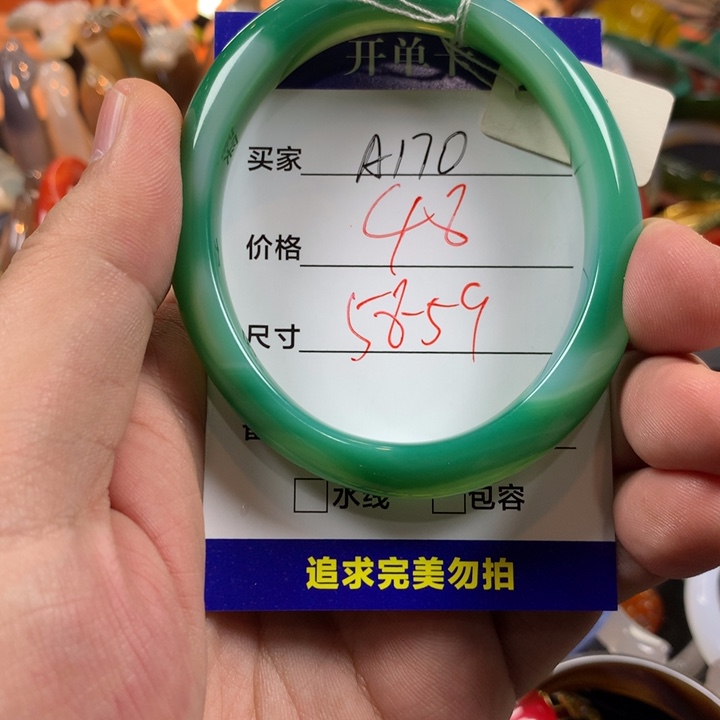 开单卡
买家 A170
价格 48
尺寸 58-59
水线 包容
追求完美勿拍